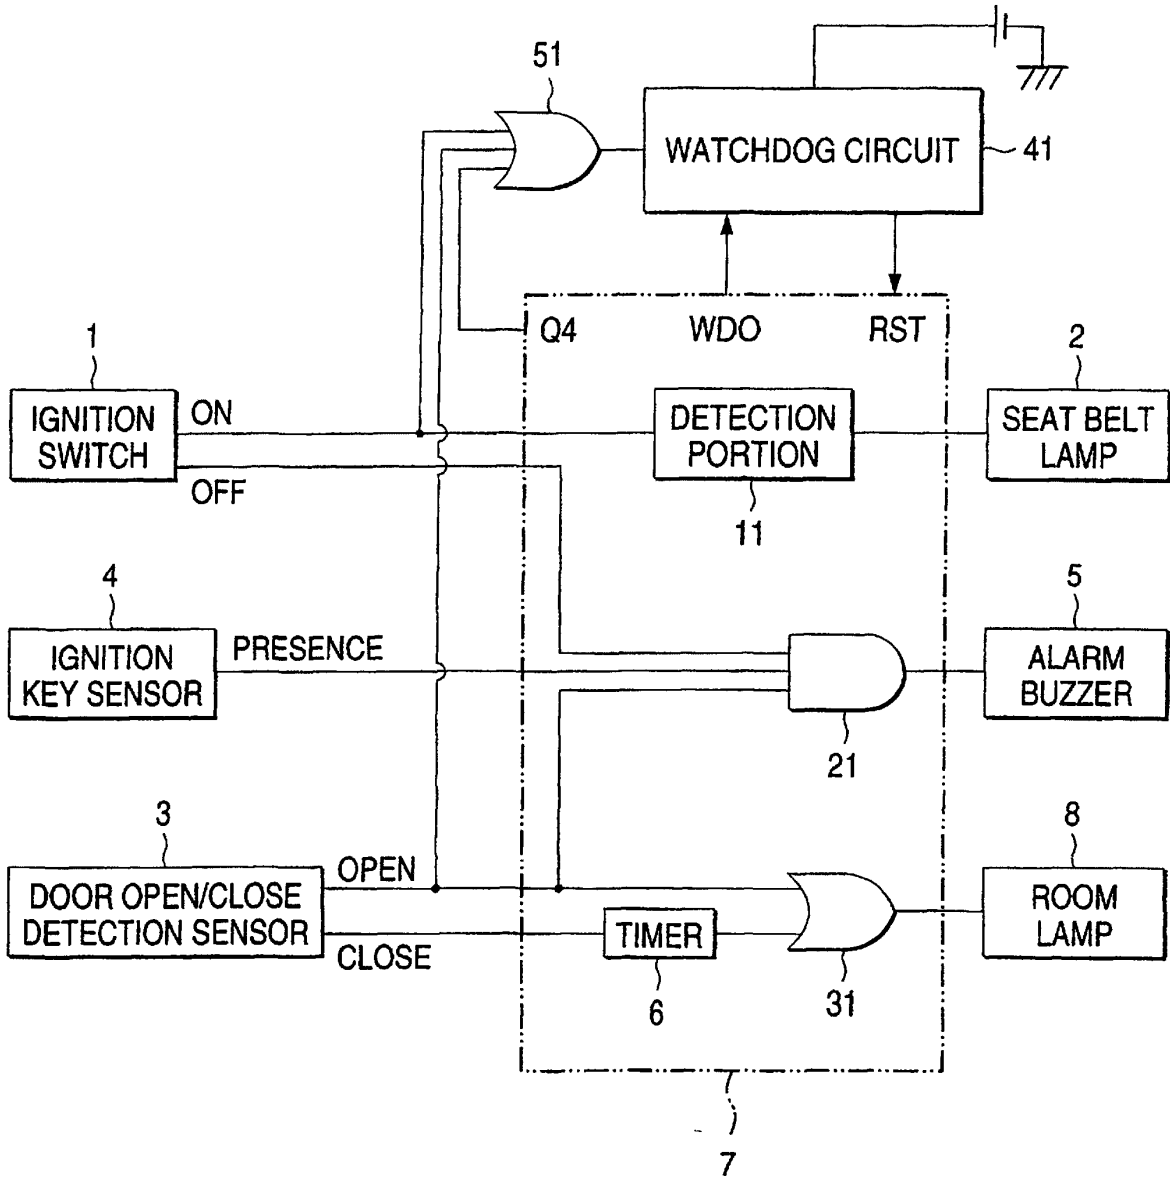 51
WATCHDOG CIRCUIT
41
Q4
WDO
RST
1
2
IGNITION
SWITCH
ON
OFF
DETECTION
PORTION
11
SEAT BELT
LAMP
4
5
IGNITION
KEY SENSOR
PRESENCE
ALARM
BUZZER
21
3
8
DOOR OPEN/CLOSE
DETECTION SENSOR
OPEN
CLOSE
TIMER
6
31
ROOM
LAMP
7